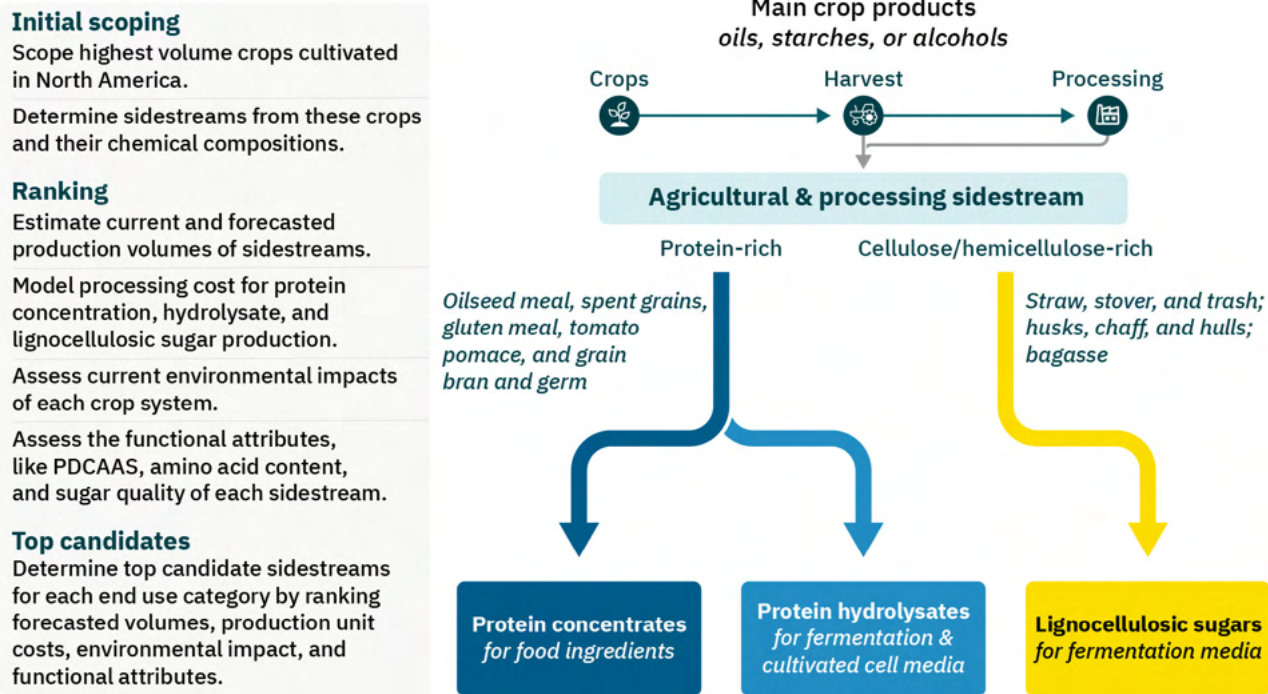 Initial scoping
Scope highest volume crops cultivated
in North America.
Determine sidestreams from these crops
and their chemical compositions.
Ranking
Estimate current and forecasted
production volumes of sidestreams.
Model processing cost for protein
concentration, hydrolysate, and
lignocellulosic sugar production.
Assess current environmental impacts
of each crop system.
Assess the functional attributes,
like PDCAAS, amino acid content,
and sugar quality of each sidestream.
Top candidates
Determine top candidate sidestreams
for each end use category by ranking
forecasted volumes, production unit
costs, environmental impact, and
functional attributes.
Main crop products
oils, starches, or alcohols
Crops
Harvest
Processing
Agricultural & processing sidestream
Protein-rich
Cellulose/hemicellulose-rich
Oilseed meal, spent grains,
gluten meal, tomato
pomace, and grain
bran and germ
Straw, stover, and trash;
husks, chaff, and hulls;
bagasse
Protein concentrates
for food ingredients
Protein hydrolysates
for fermentation &
cultivated cell media
Lignocellulosic sugars
for fermentation media